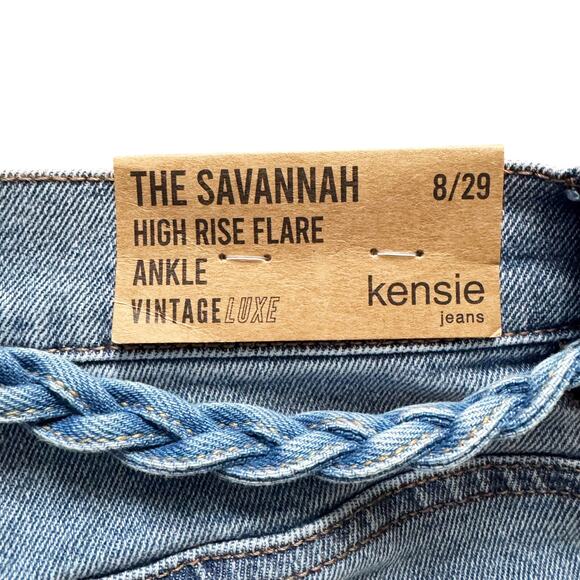 THE SAVANNAH 8/29
HIGH RISE FLARE
ANKLE
VINTAGE LUXE
kensie
jeans